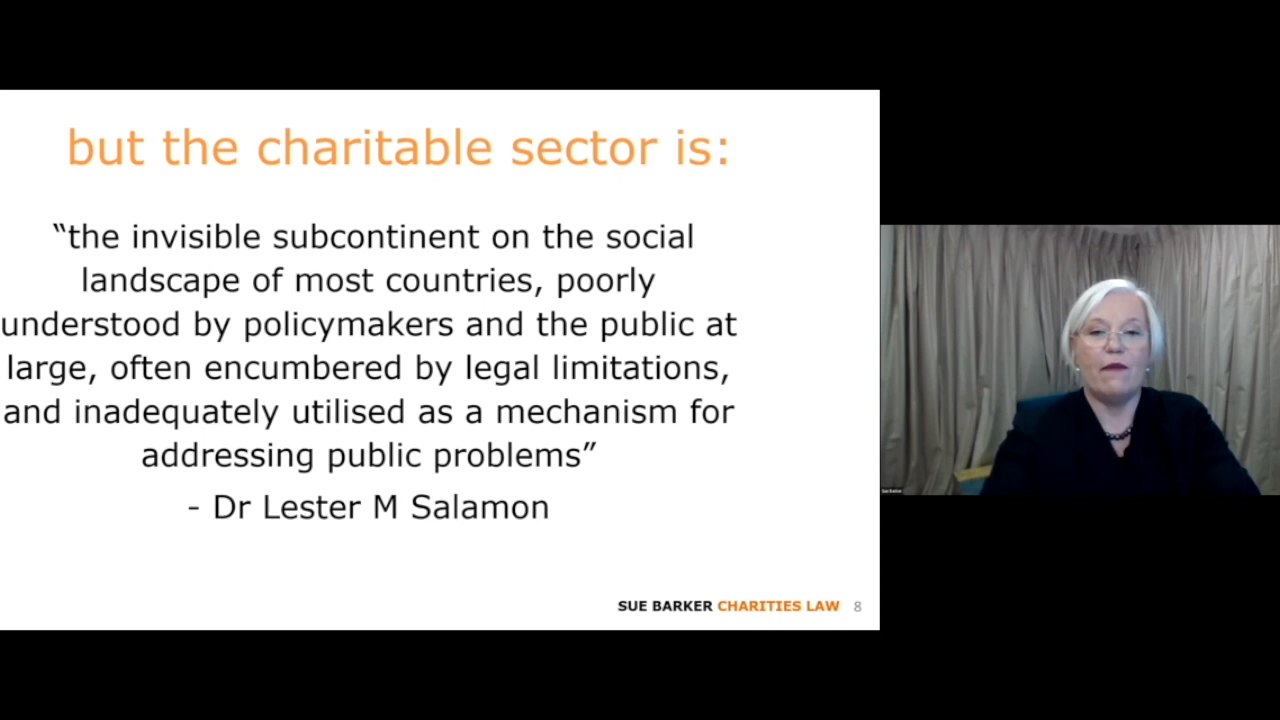 but the charitable sector is:
“the invisible subcontinent on the social
landscape of most countries, poorly
understood by policymakers and the public at
large, often encumbered by legal limitations,
and inadequately utilised as a mechanism for
addressing public problems”
- Dr Lester M Salamon
SUE BARKER CHARITIES LAW 8
Sue Barker